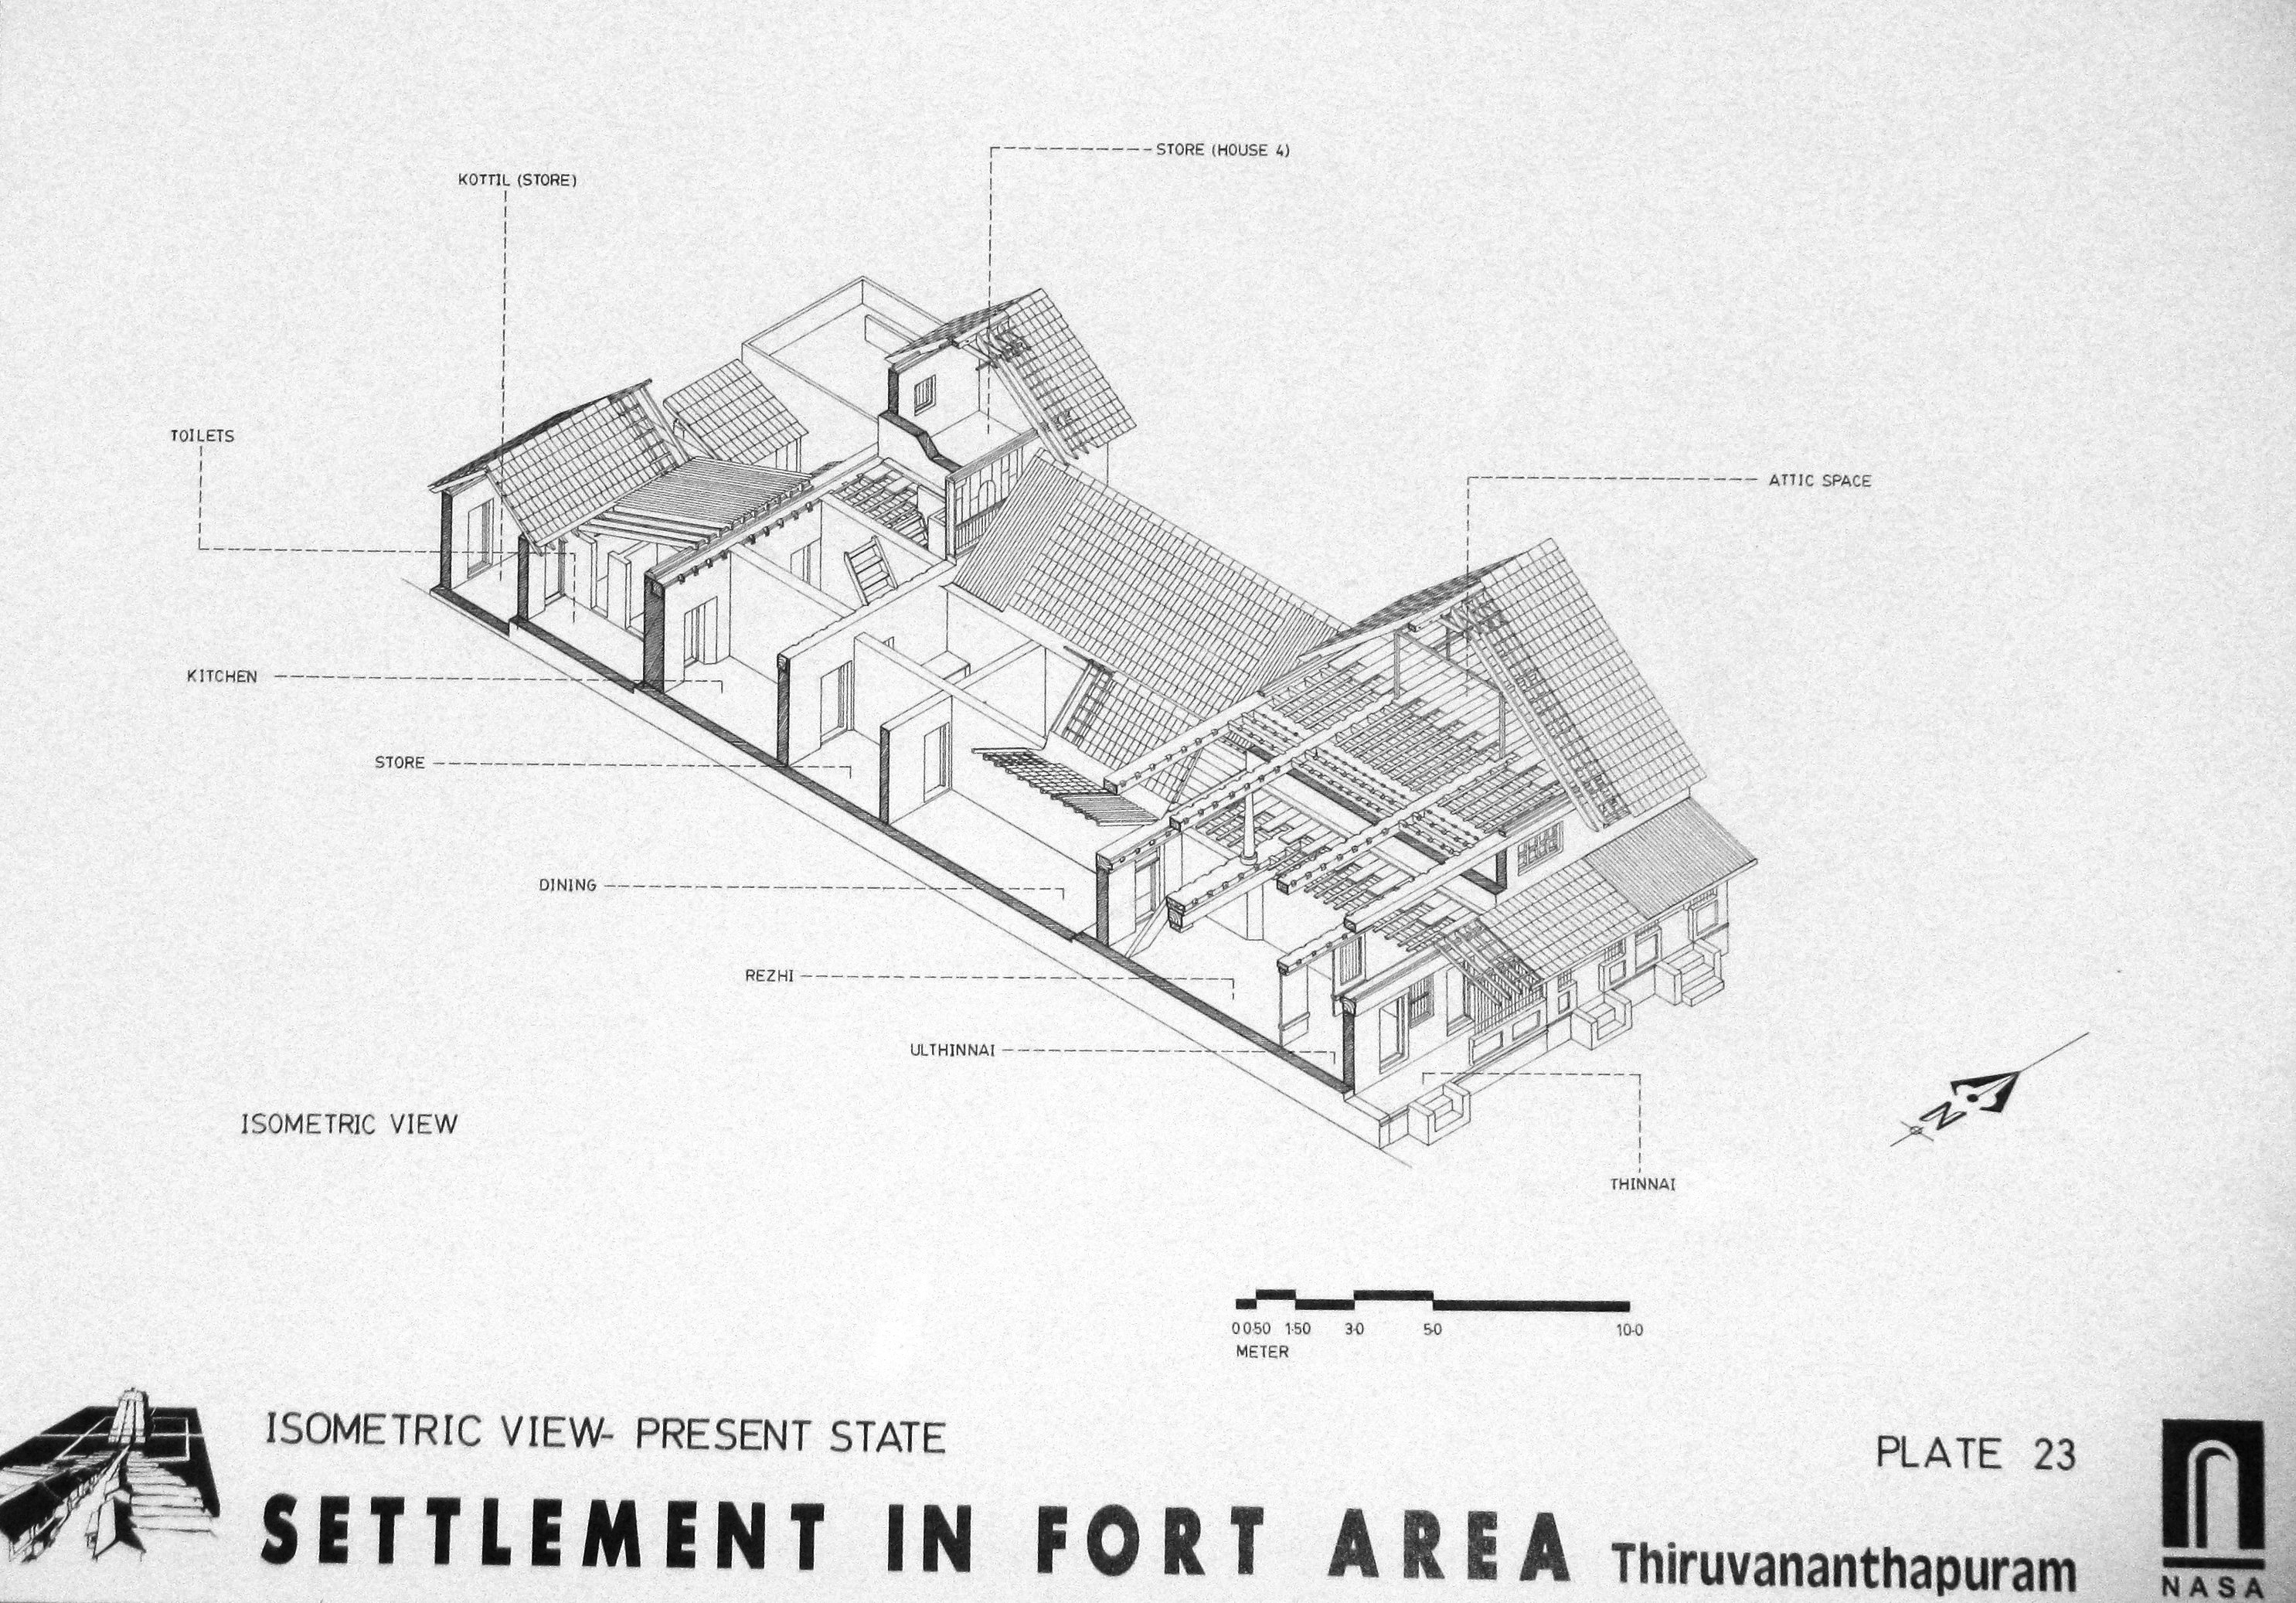 STORE (HOUSE 4)
KOTTIL (STORE)
TOILETS
ATTIC SPACE
KITCHEN
STORE
DINING
REZHI
ULTHINNAI
ISOMETRIC VIEW
N
THINNAI
0 0·50 1·50 3·0 5·0 10·0
METER
ISOMETRIC VIEW- PRESENT STATE
PLATE 23
SETTLEMENT IN FORT AREA Thiruvananthapuram
NASA